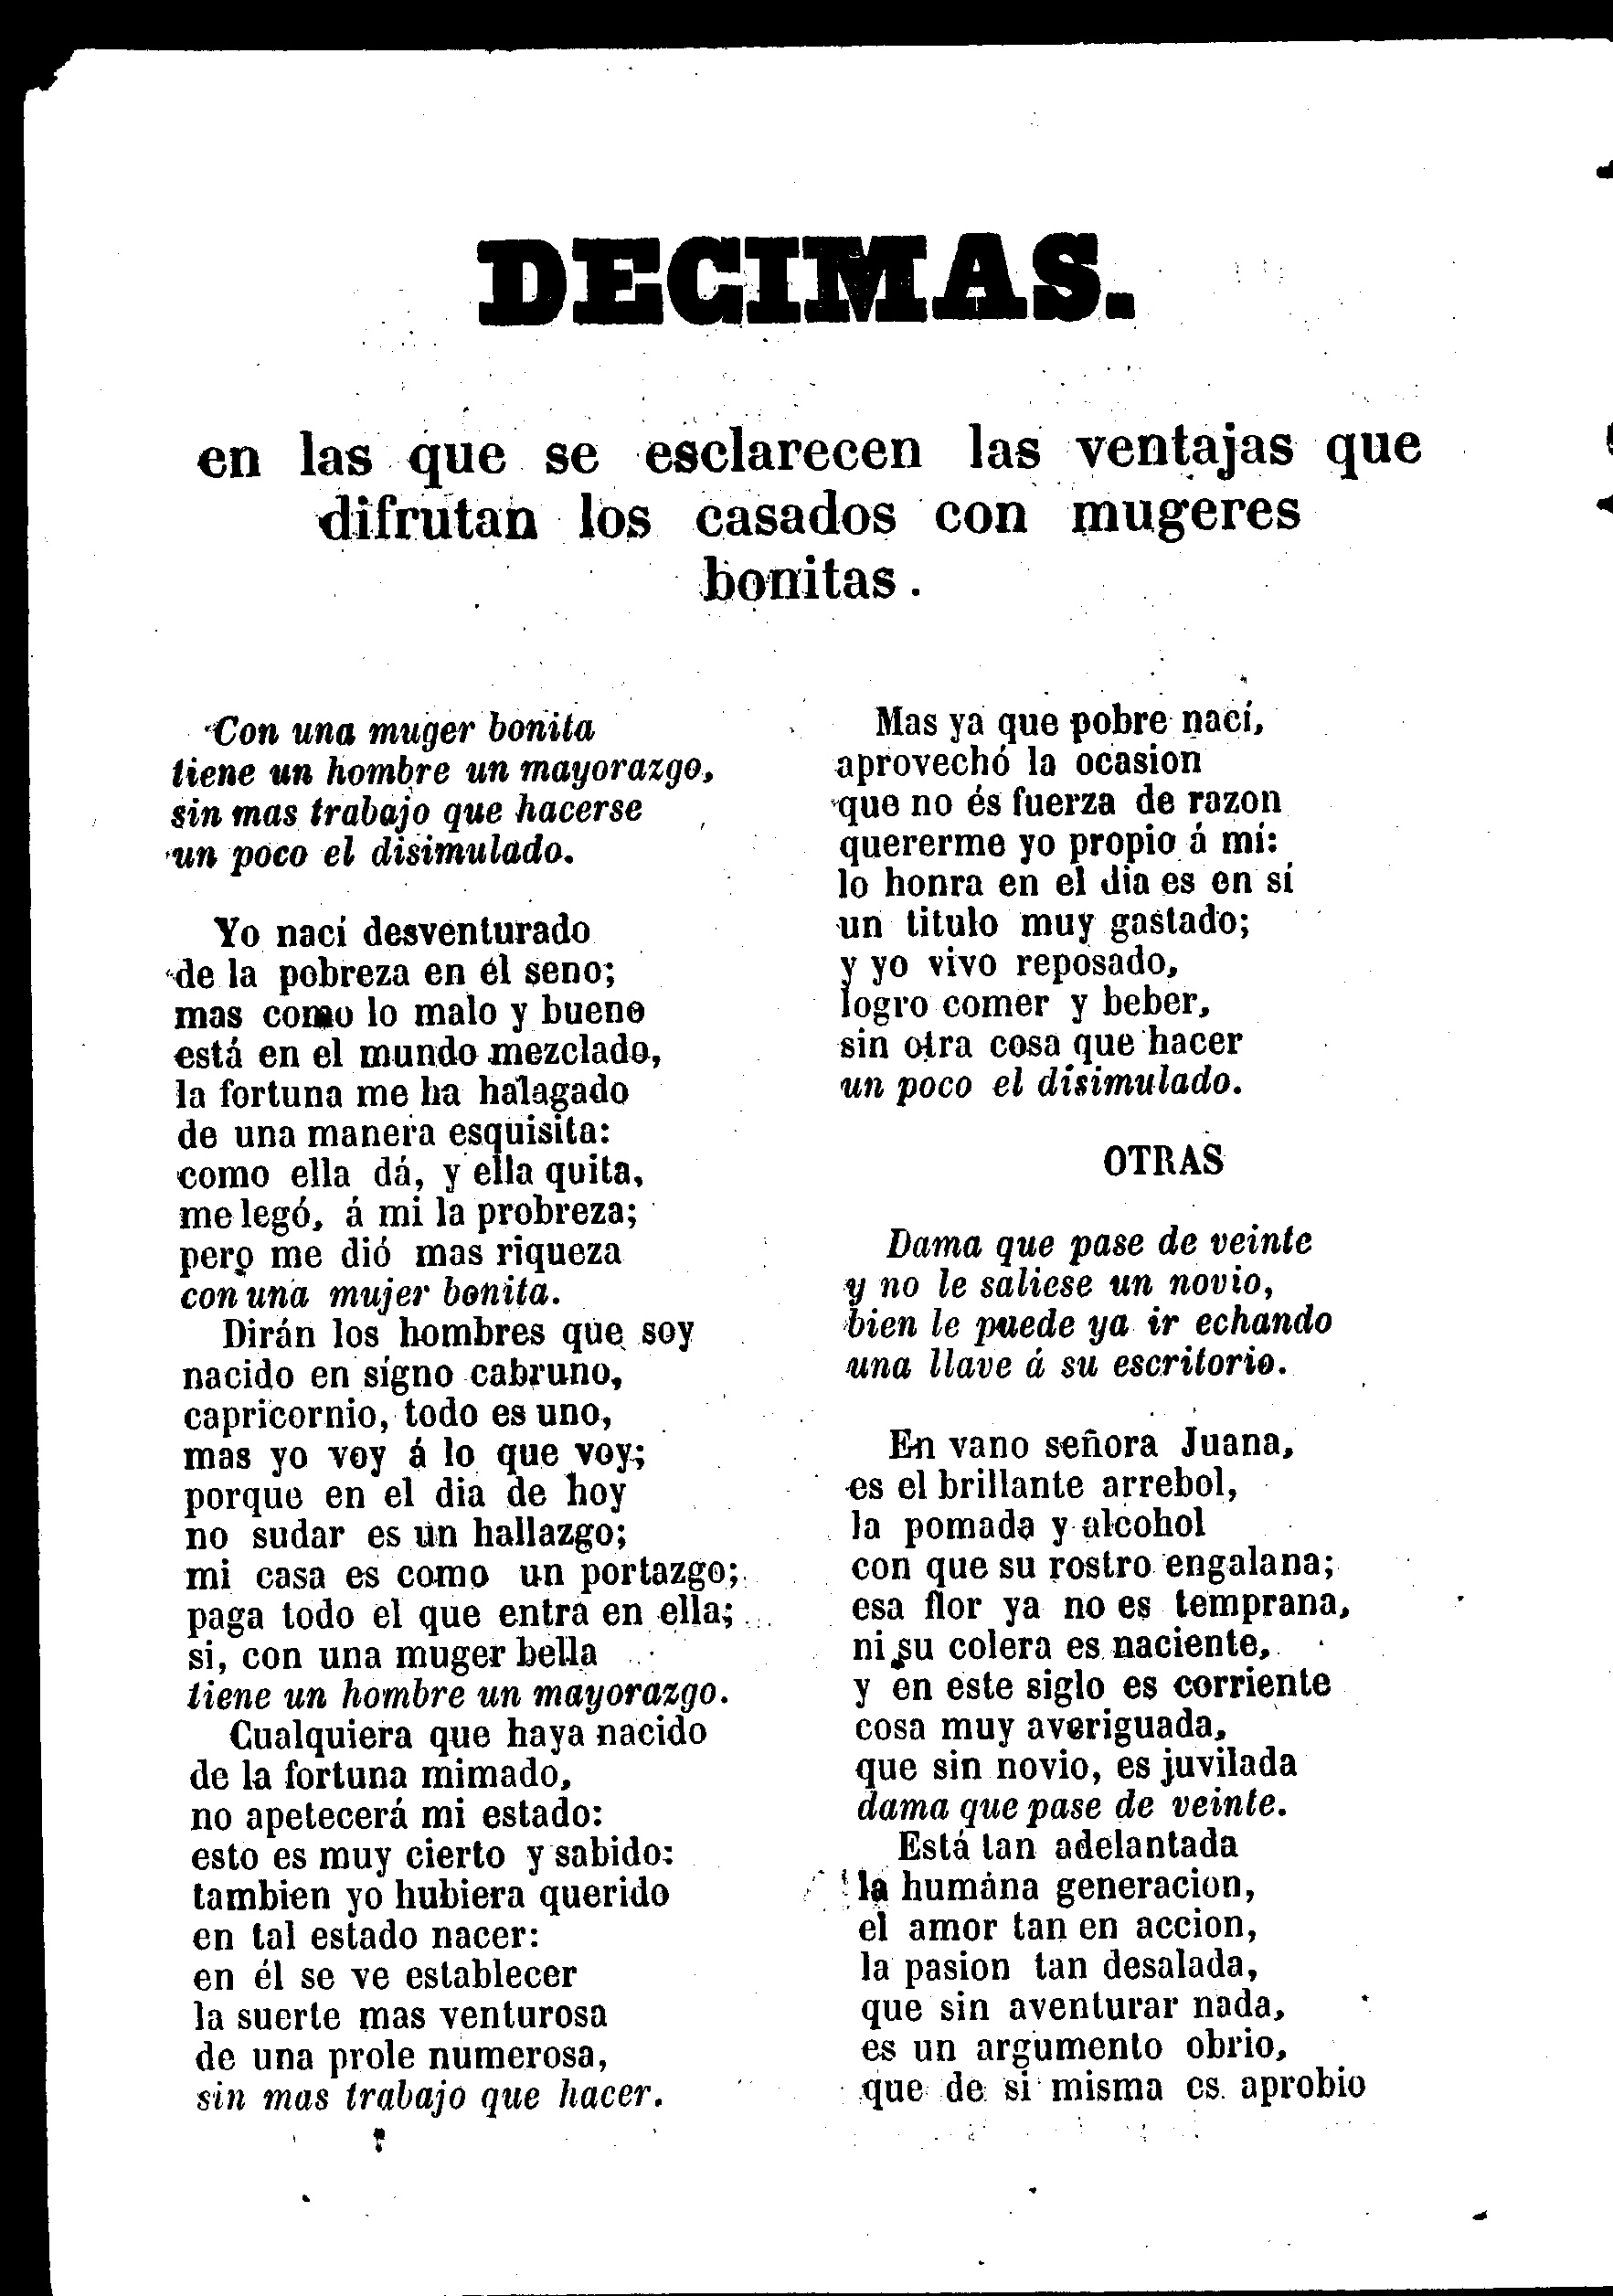 DECIMAS.
en las que se esclarecen las ventajas que
difrutan los casados con mugeres
bonitas.
Con una muger bonita
tiene un hombre un mayorazgo,
sin mas trabajo que hacerse
un poco el disimulado.
Yo nací desventurado
de la pobreza en el seno;
mas como lo malo y bueno
está en el mundo mezclado,
la fortuna me ha halagado
de una manera esquisita:
como ella dá, y ella quita,
me legó, á mi la probreza;
pero me dió mas riqueza
con una mujer bonita.
Dirán los hombres que soy
nacido en signo cabruno,
capricornio, todo es uno,
mas yo voy á lo que voy;
porque en el dia de hoy
no sudar es un hallazgo;
mi casa es como un portazgo;
paga todo el que entra en ella;
si, con una muger bella
tiene un hombre un mayorazgo.
Cualquiera que haya nacido
de la fortuna mimado,
no apetecerá mi estado:
esto es muy cierto y sabido:
tambien yo hubiera querido
en tal estado nacer:
en él se ve establecer
la suerte mas venturosa
de una prole numerosa,
sin mas trabajo que hacer.
Mas ya que pobre nací,
aprovechó la ocasion
que no és fuerza de razon
quererme yo propio á mí:
lo honra en el dia es en sí
un titulo muy gastado;
y yo vivo reposado,
logro comer y beber,
sin otra cosa que hacer
un poco el disimulado.
OTRAS
Dama que pase de veinte
y no le saliese un novio,
bien le puede ya ir echando
una llave á su escritorio.
En vano señora Juana,
es el brillante arrebol,
la pomada y alcohol
con que su rostro engalana;
esa flor ya no es temprana,
ni su colera es naciente,
y en este siglo es corriente
cosa muy averiguada,
que sin novio, es juvilada
dama que pase de veinte.
Está tan adelantada
la humána generacion,
el amor tan en accion,
la pasion tan desalada,
que sin aventurar nada,
es un argumento obrio,
que de si misma es aprobio